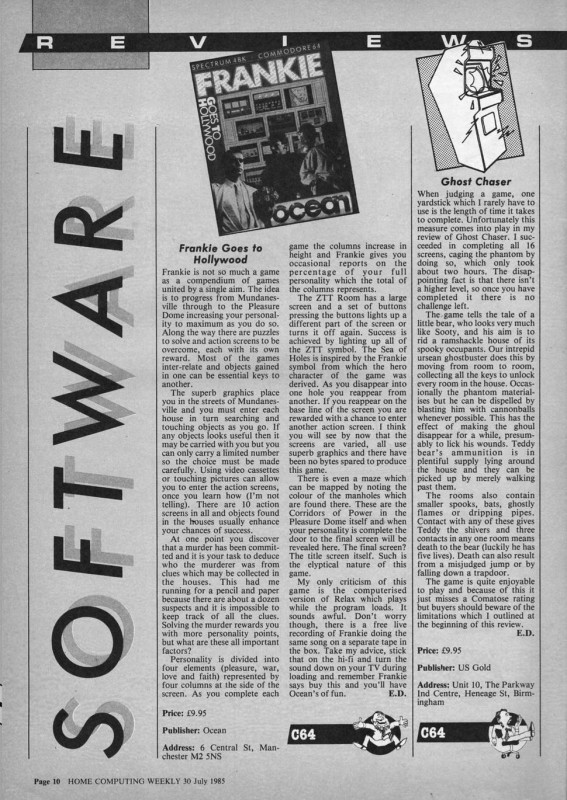 REVIEWS
SOFTWARE
SPECTRUM 48K COMMODORE 64
FRANKIE
GOES TO
HOLLYWOOD
ocean
Frankie Goes to
Hollywood
Frankie is not so much a game
as a compendium of games
united by a single aim. The idea
is to progress from Mundanes-
ville through to the Pleasure
Dome increasing your personal-
ity to maximum as you do so.
Along the way there are puzzles
to solve and action screens to be
overcome, each with its own
reward. Most of the games
inter-relate and objects gained
in one can be essential keys to
another.
The superb graphics place
you in the streets of Mundanes-
ville and you must enter each
house in turn searching and
touching objects as you go. If
any objects looks useful then it
may be carried with you but you
can only carry a limited number
so the choice must be made
carefully. Using video cassettes
or touching pictures can allow
you to enter the action screens,
once you learn how (I'm not
telling). There are 10 action
screens in all and objects found
in the houses usually enhance
your chances of success.
At one point you discover
that a murder has been commit-
ted and it is your task to deduce
who the murderer was from
clues which may be collected in
the houses. This had me
running for a pencil and paper
because there are about a dozen
suspects and it is impossible to
keep track of all the clues.
Solving the murder rewards you
with more personality points,
but what are these all important
factors?
Personality is divided into
four elements (pleasure, war,
love and faith) represented by
four columns at the side of the
screen. As you complete each
game the columns increase in
height and Frankie gives you
occasional reports on the
percentage of your full
personality which the total of
the columns represents.
The ZTT Room has a large
screen and a set of buttons
pressing the buttons lights up a
different part of the screen or
turns it off again. Success is
achieved by lighting up all of
the ZTT symbol. The Sea of
Holes is inspired by the Frankie
symbol from which the hero
character of the game was
derived. As you disappear into
one hole you reappear from
another. If you reappear on the
base line of the screen you are
rewarded with a chance to enter
another action screen. I think
you will see by now that the
screens are varied, all use
superb graphics and there have
been no bytes spared to produce
this game.
There is even a maze which
can be mapped by noting the
colour of the manholes which
are found there. These are the
Corridors of Power in the
Pleasure Dome itself and when
your personality is complete the
door to the final screen will be
revealed here. The final screen?
The title screen itself. Such is
the elyptical nature of this
game.
My only criticism of this
game is the computerised
version of Relax which plays
while the program loads. It
sounds awful. Don't worry
though, there is a free live
recording of Frankie doing the
same song on a separate tape in
the box. Take my advice, stick
that on the hi-fi and turn the
sound down on your TV during
loading and remember Frankie
says buy this and you'll have
Ocean's of fun. E.D.
Price: £9.95
Publisher: Ocean
Address: 6 Central St, Man-
chester M2 5NS
C64
Ghost Chaser
When judging a game, one
yardstick which I rarely have to
use is the length of time it takes
to complete. Unfortunately this
measure comes into play in my
review of Ghost Chaser. I suc-
ceeded in completing all 16
screens, caging the phantom by
doing so, which only took
about two hours. The disap-
pointing fact is that there isn't
a higher level, so once you have
completed it there is no
challenge left.
The game tells the tale of a
little bear, who looks very much
like Sooty, and his aim is to
rid a ramshackle house of its
spooky occupants. Our intrepid
ursean ghostbuster does this by
moving from room to room,
collecting all the keys to unlock
every room in the house. Occas-
ionally the phantom material-
ises but he can be dispelled by
blasting him with cannonballs
whenever possible. This has the
effect of making the ghoul
disappear for a while, presum-
ably to lick his wounds. Teddy
bear's ammunition is in
plentiful supply lying around
the house and they can be
picked up by merely walking
past them.
The rooms also contain
smaller spooks, bats, ghostly
flames or dripping pipes.
Contact with any of these gives
Teddy the shivers and three
contacts in any one room means
death to the bear (luckily he has
five lives). Death can also result
from a misjudged jump or by
falling down a trapdoor.
The game is quite enjoyable
to play and because of this it
just misses a Comatose rating
but buyers should beware of the
limitations which I outlined at
the beginning of this review.
E.D.
Price: £9.95
Publisher: US Gold
Address: Unit 10, The Parkway
Ind Centre, Heneage St, Birm-
ingham
C64
Page 10 HOME COMPUTING WEEKLY 30 July 1985